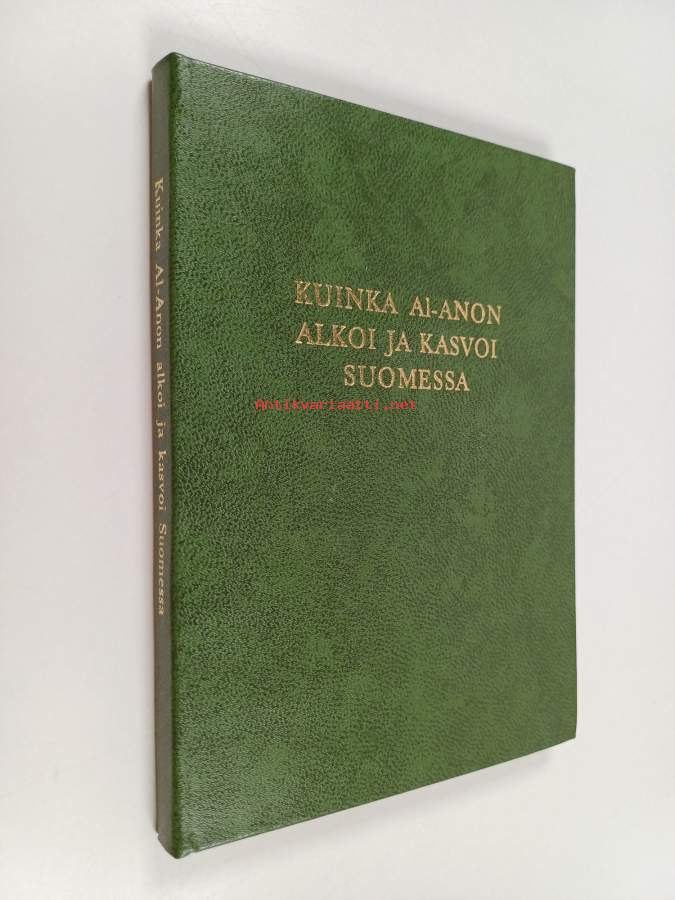 Kuinka Al-Anon alkoi ja kasvoi Suomessa
KUINKA Al-ANON
ALKOI JA KASVOI
SUOMESSA
Antikvariaatti.net